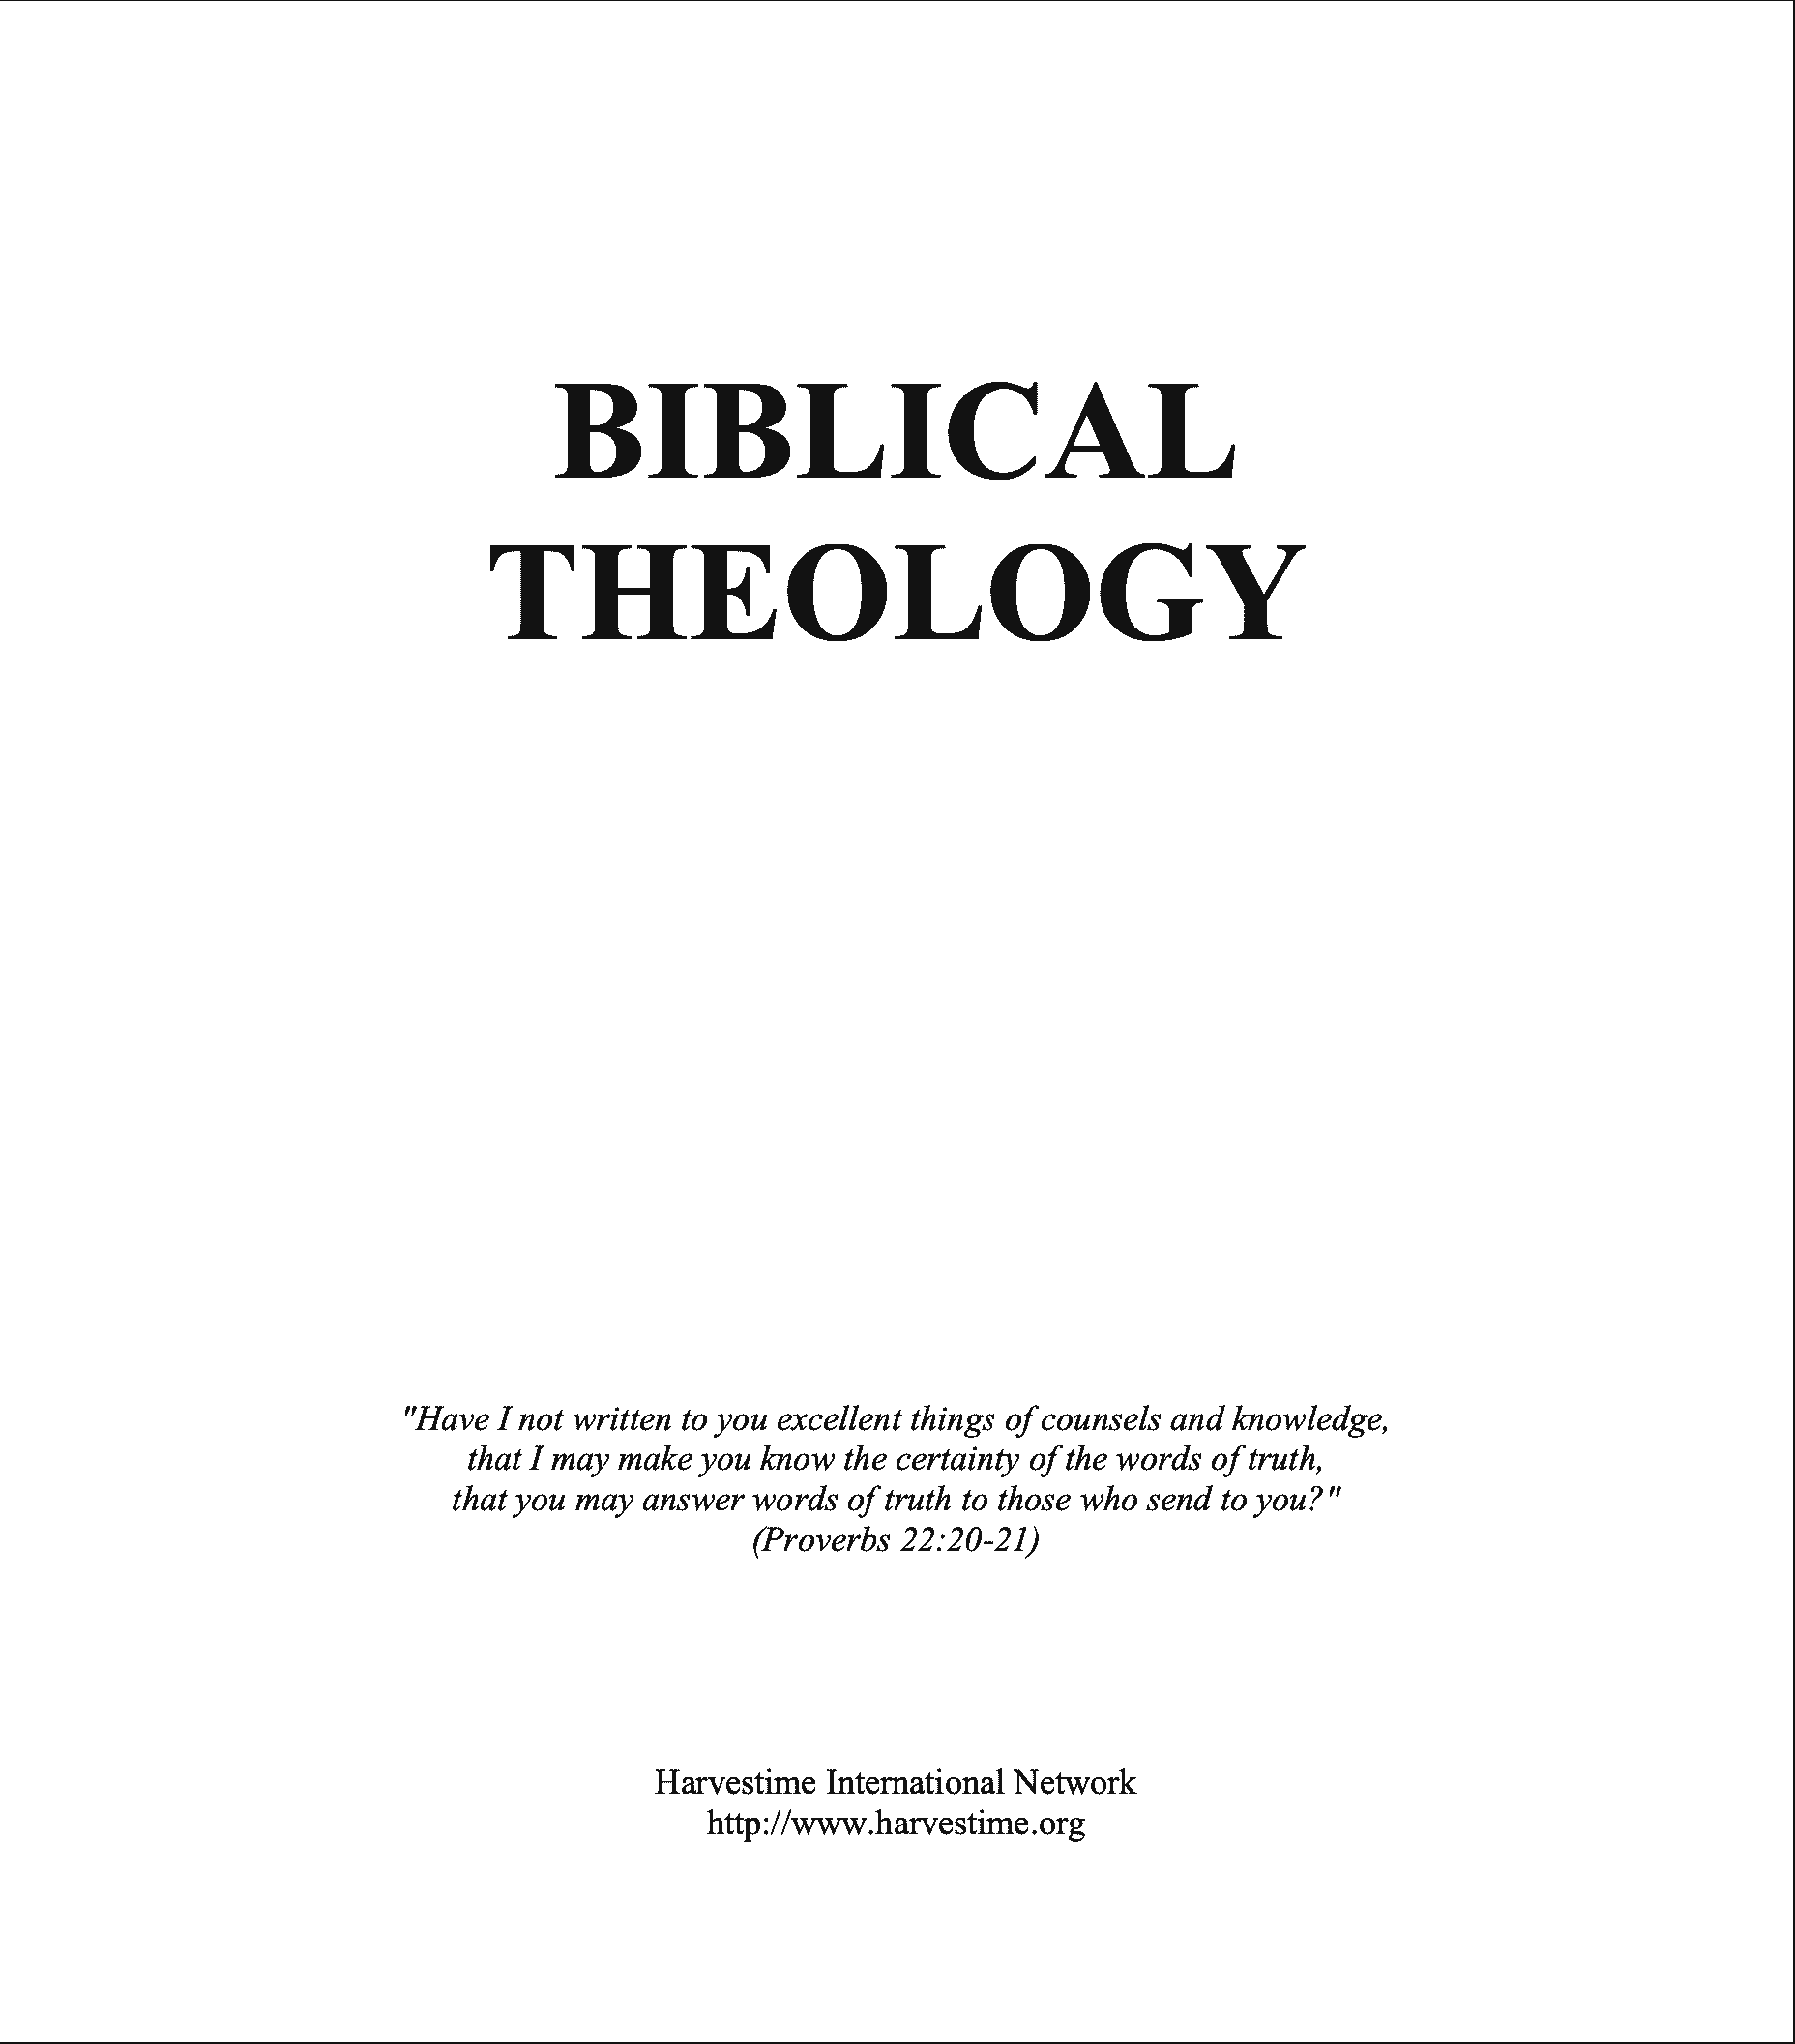 BIBLICAL
THEOLOGY
"Have I not written to you excellent things of counsels and knowledge,
that I may make you know the certainty of the words of truth,
that you may answer words of truth to those who send to you?"
(Proverbs 22:20-21)
Harvestime International Network
http://www.harvestime.org